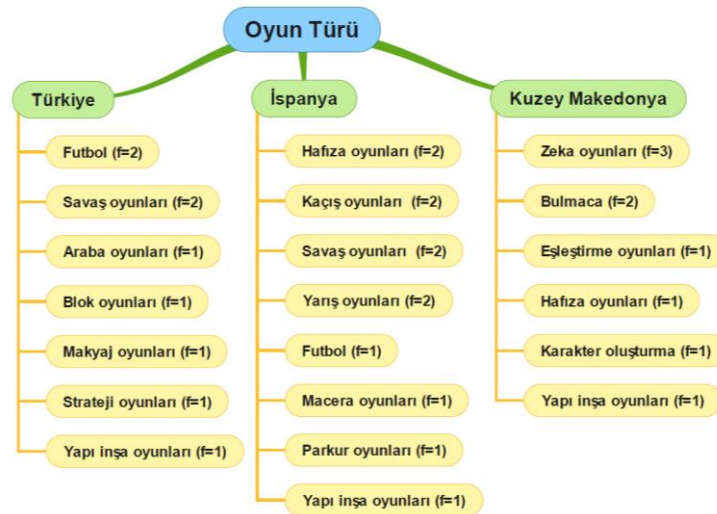 Oyun Türü
Türkiye
Futbol (f=2)
Savaş oyunları (f=2)
Araba oyunları (f=1)
Blok oyunları (f=1)
Makyaj oyunları (f=1)
Strateji oyunları (f=1)
Yapı inşa oyunları (f=1)
İspanya
Hafıza oyunları (f=2)
Kaçış oyunları (f=2)
Savaş oyunları (f=2)
Yarış oyunları (f=2)
Futbol (f=1)
Macera oyunları (f=1)
Parkur oyunları (f=1)
Yapı inşa oyunları (f=1)
Kuzey Makedonya
Zeka oyunları (f=3)
Bulmaca (f=2)
Eşleştirme oyunları (f=1)
Hafıza oyunları (f=1)
Karakter oluşturma (f=1)
Yapı inşa oyunları (f=1)